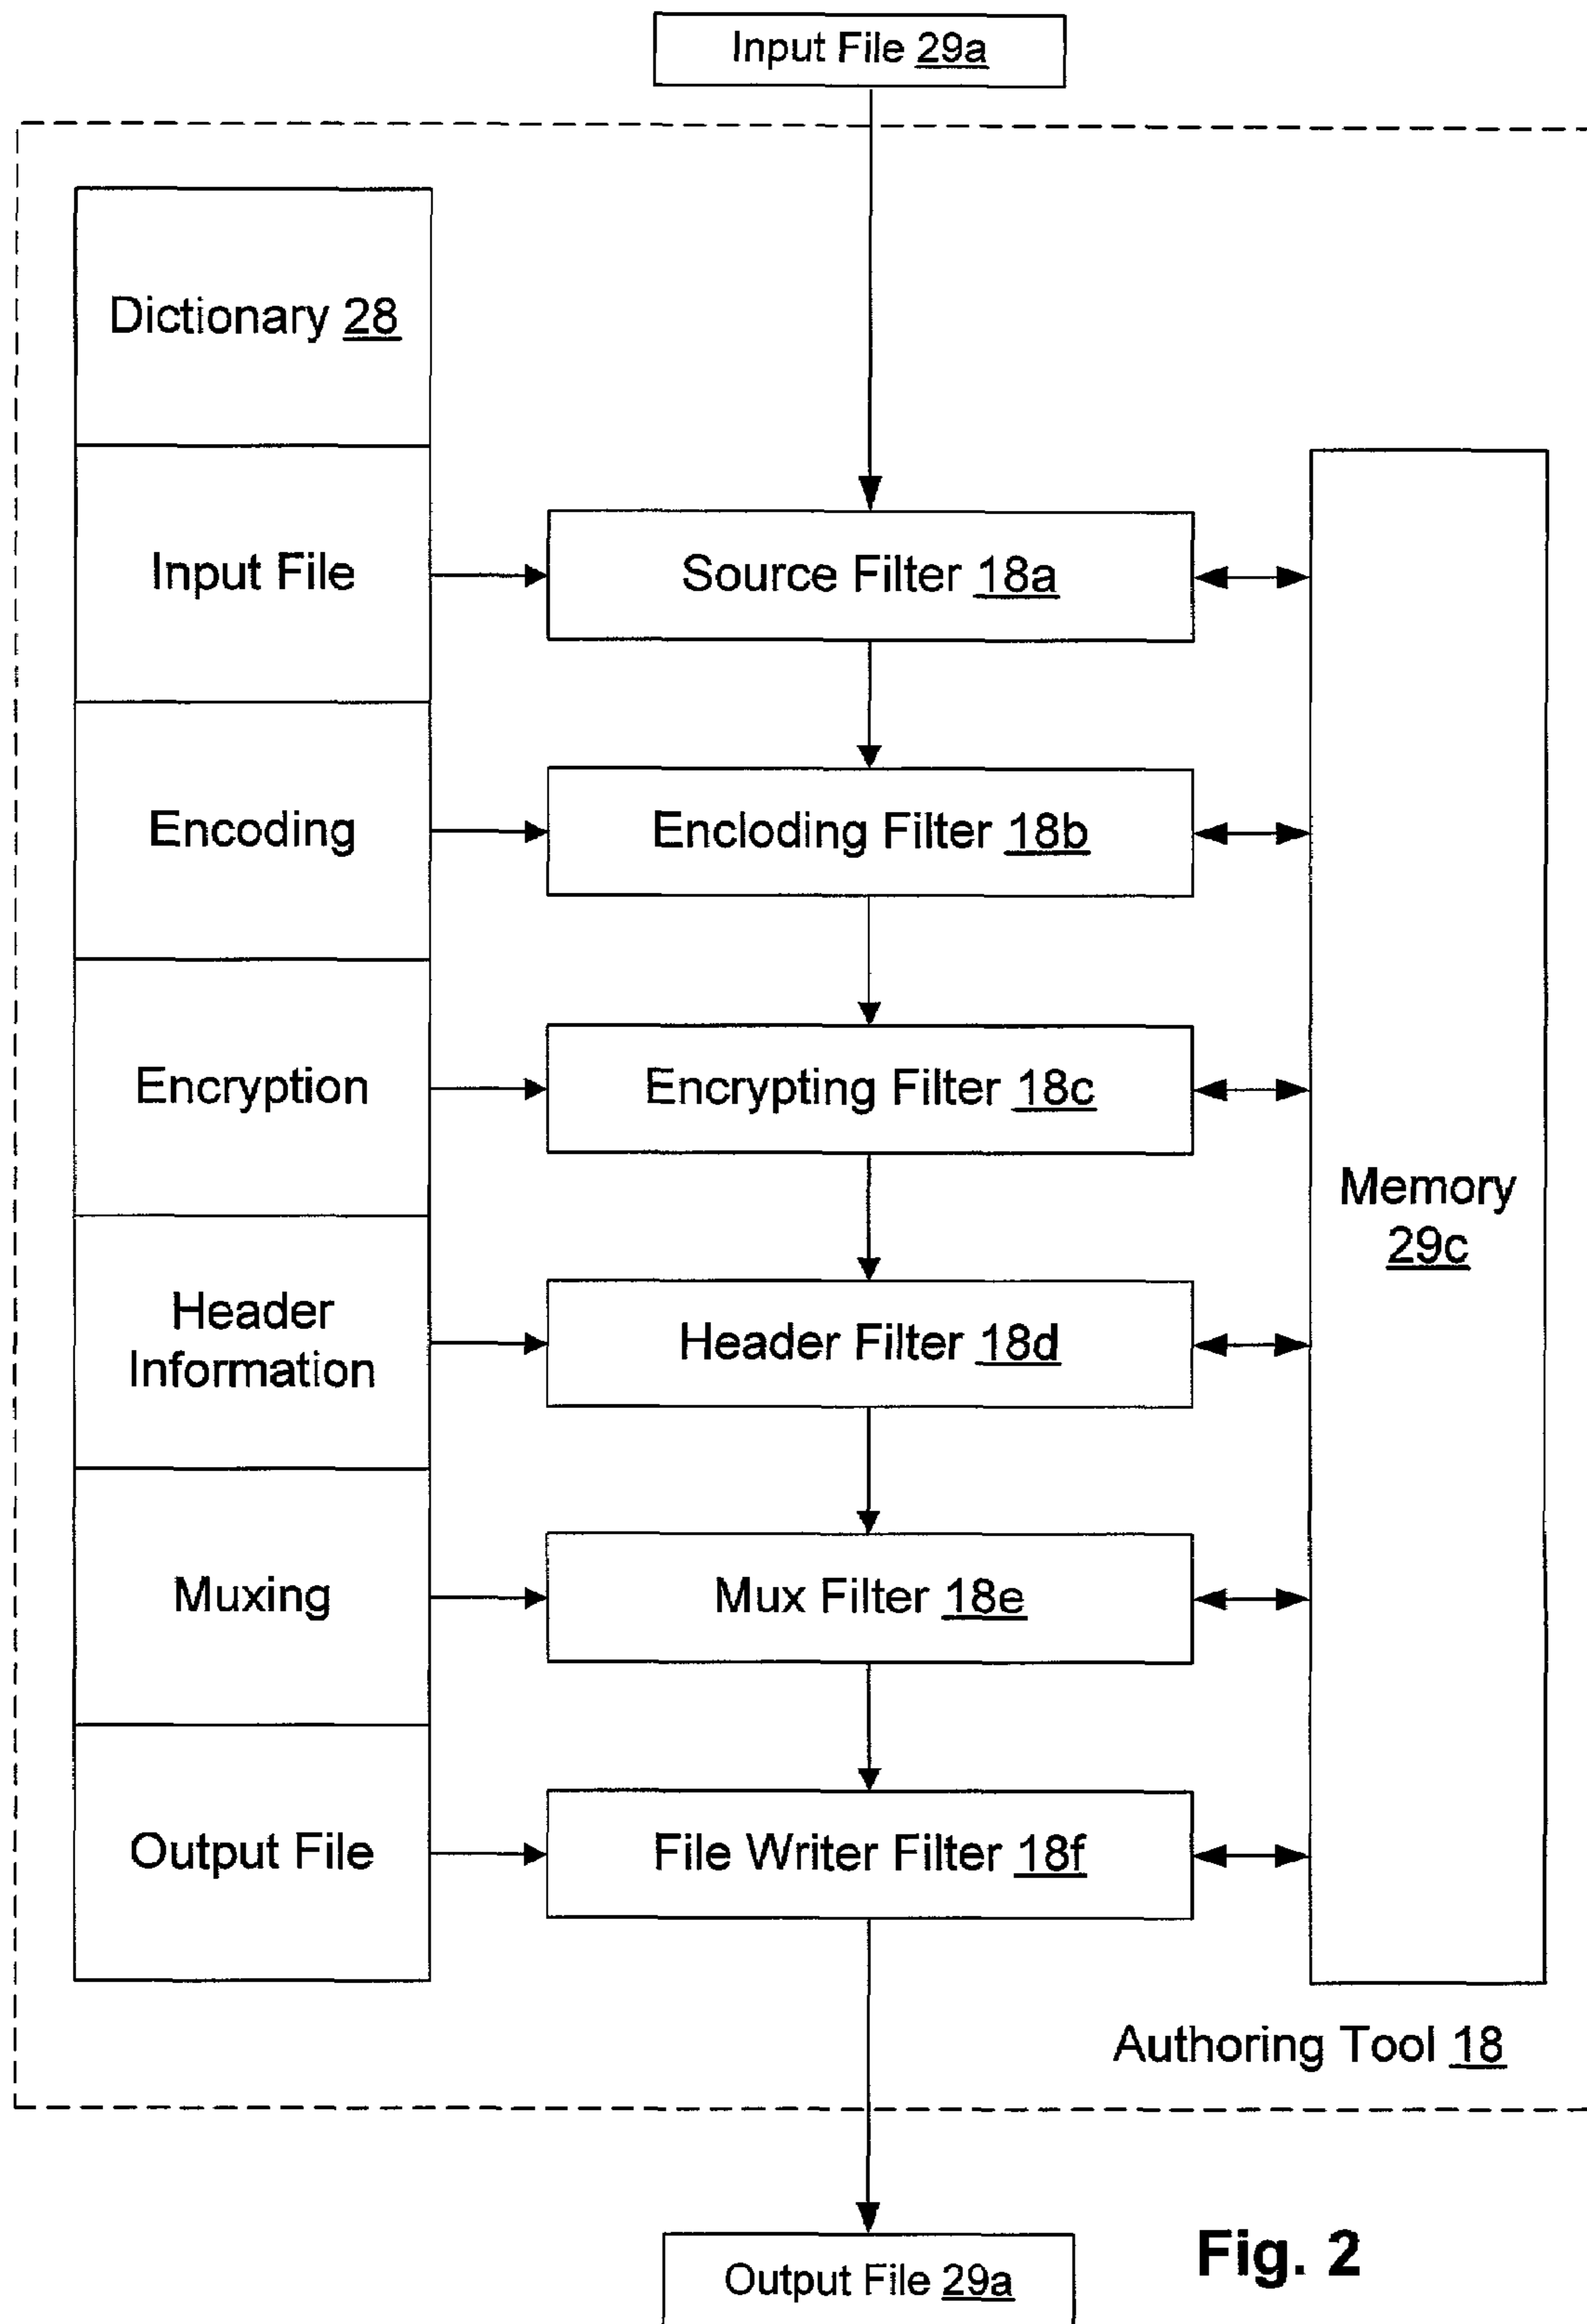 Input File 29a
Dictionary 28
Input File
Source Filter 18a
Encoding
Encloding Filter 18b
Encryption
Encrypting Filter 18c
Memory
29c
Header
Information
Header Filter 18d
Muxing
Mux Filter 18e
Output File
File Writer Filter 18f
Authoring Tool 18
Output File 29a
Fig. 2